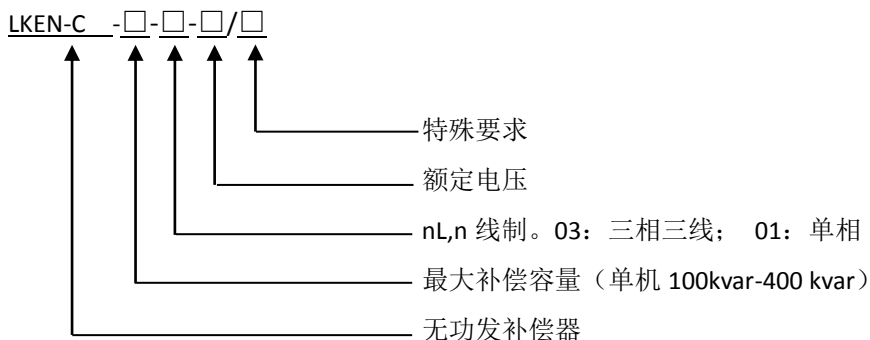 LKEN-C -□-□-□/□
特殊要求
额定电压
nL,n 线制。03：三相三线； 01：单相
最大补偿容量（单机 100kvar-400 kvar）
无功发补偿器